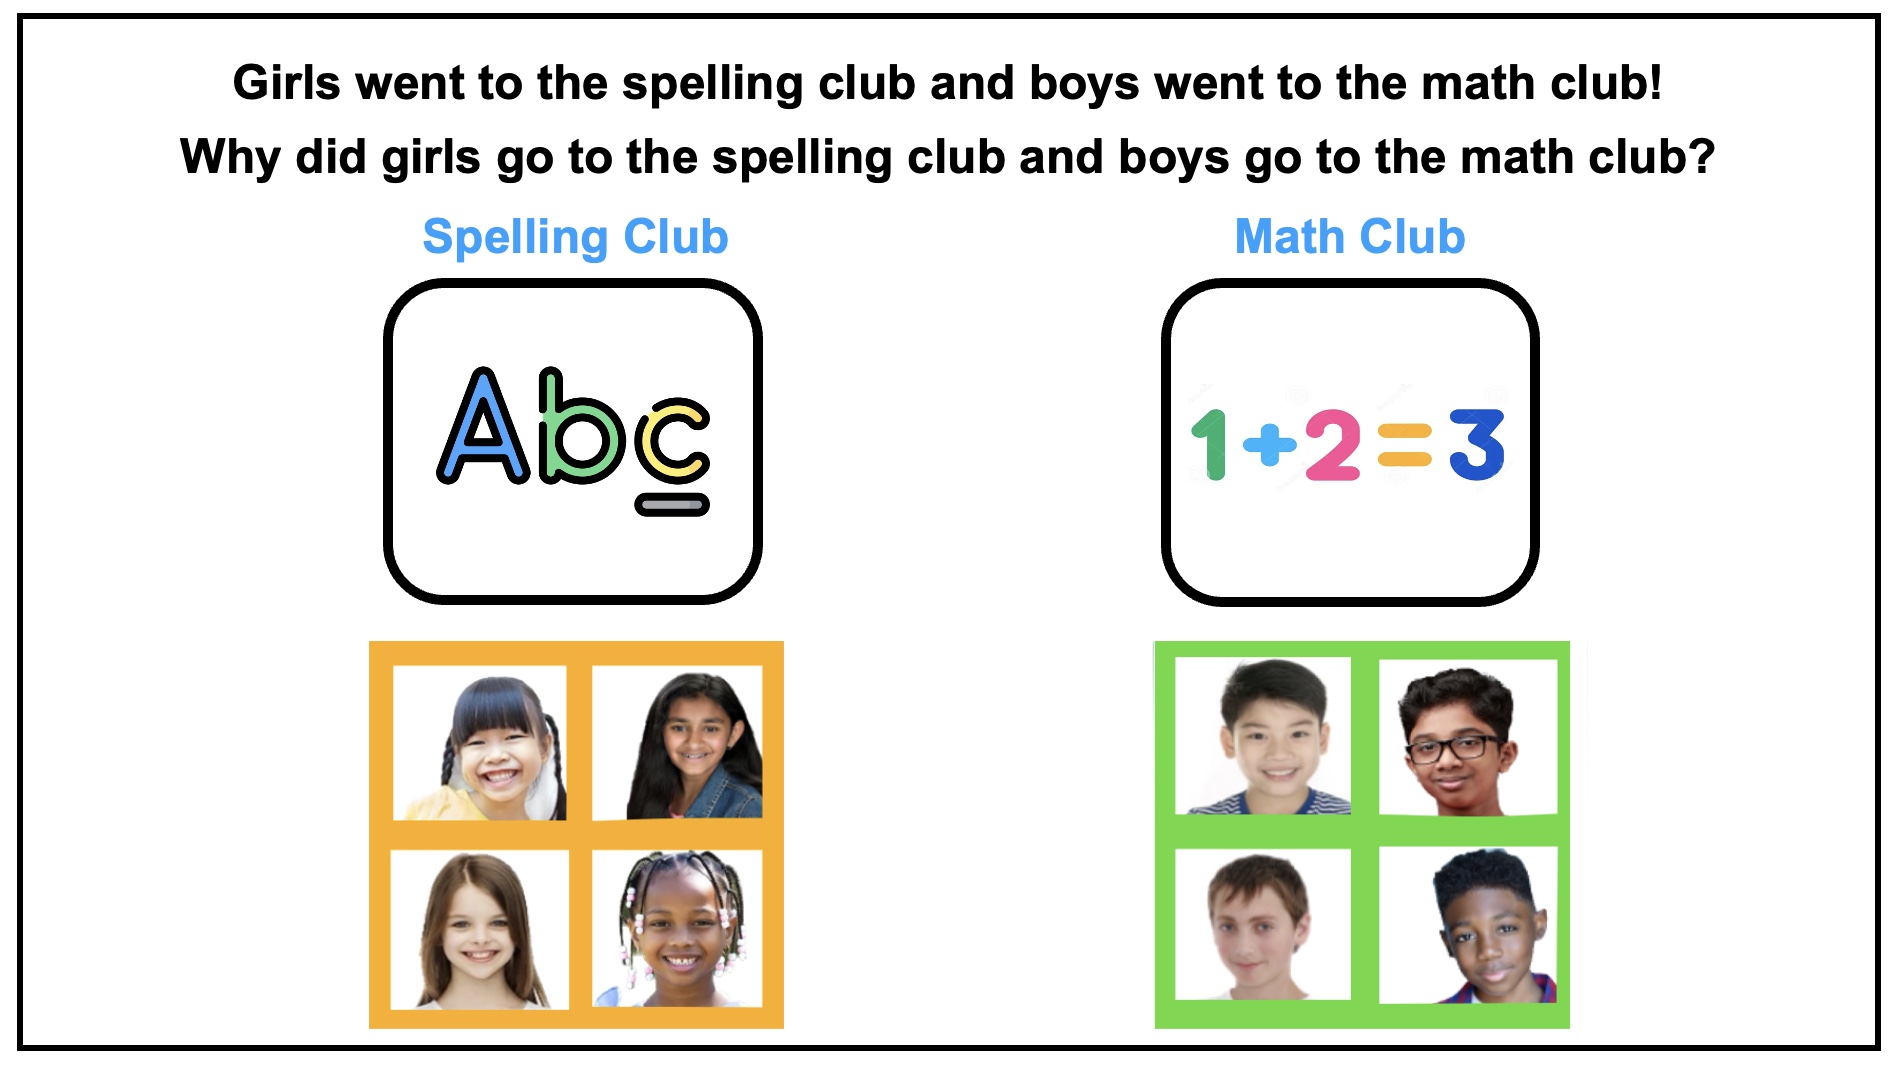 Girls went to the spelling club and boys went to the math club!
Why did girls go to the spelling club and boys go to the math club?
Spelling Club
Math Club
Abc
1+2=3